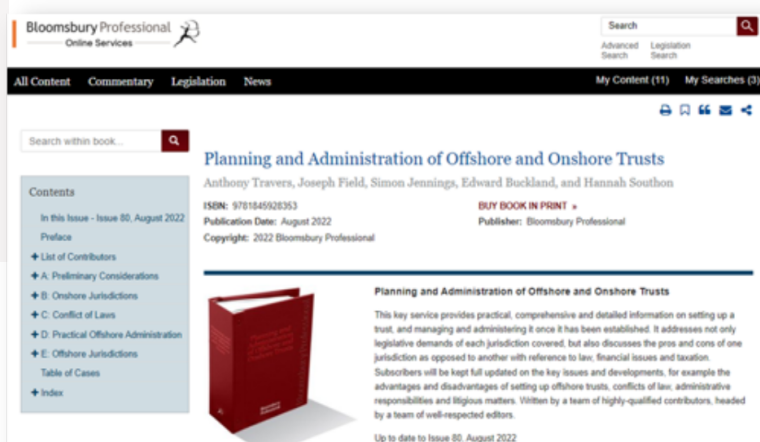 Bloomsbury Professional
Online Services
Search
Advanced Search
Legislation Search
All Content Commentary Legislation News
My Content (11) My Searches (3)
Search within book...
Planning and Administration of Offshore and Onshore Trusts
Anthony Travers, Joseph Field, Simon Jennings, Edward Buckland, and Hannah Southon
ISBN: 9781845928353
BUY BOOK IN PRINT »
Publication Date: August 2022
Publisher: Bloomsbury Professional
Copyright: 2022 Bloomsbury Professional
Contents
In this Issue - Issue 80, August 2022
Preface
+ List of Contributors
+ A: Preliminary Considerations
+ B: Onshore Jurisdictions
+ C: Conflict of Laws
+ D: Practical Offshore Administration
+ E: Offshore Jurisdictions
Table of Cases
+ Index
Planning and Administration of Offshore and Onshore Trusts
This key service provides practical, comprehensive and detailed information on setting up a
trust, and managing and administering it once it has been established. It addresses not only
legislative demands of each jurisdiction covered, but also discusses the pros and cons of one
jurisdiction as opposed to another with reference to law, financial issues and taxation.
Subscribers will be kept full updated on the key issues and developments, for example the
advantages and disadvantages of setting up offshore trusts, conflicts of law, administrative
responsibilities and litigious matters. Written by a team of highly-qualified contributors, headed
by a team of well-respected editors.
Up to date to Issue 80, August 2022